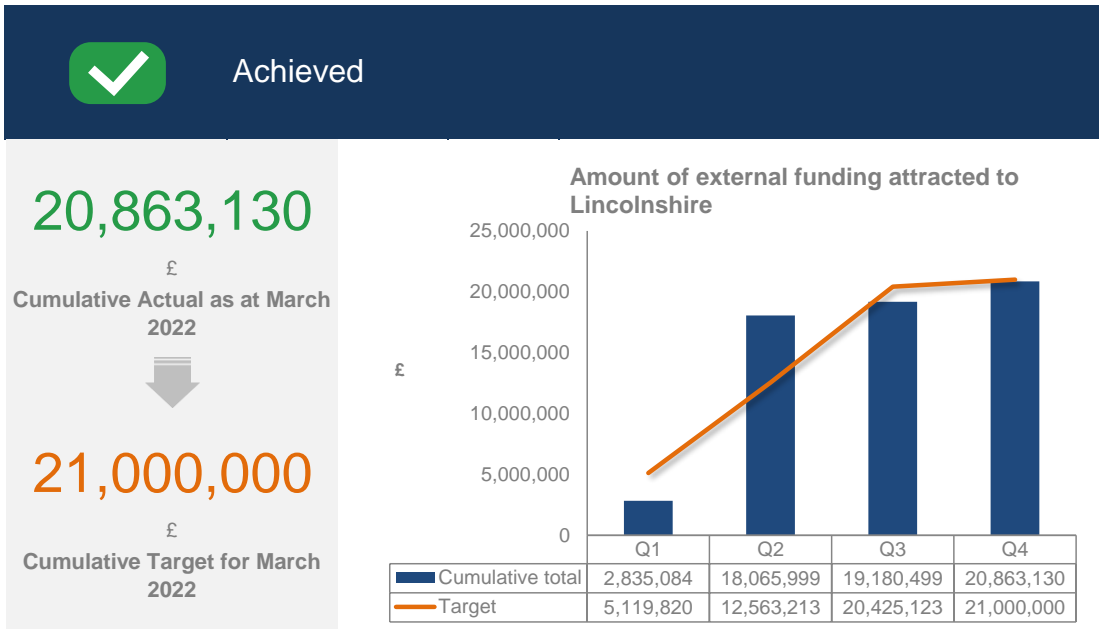 Achieved
20,863,130
£
Cumulative Actual as at March
2022
21,000,000
£
Cumulative Target for March
2022
Amount of external funding attracted to
Lincolnshire
£
25,000,000
20,000,000
15,000,000
10,000,000
5,000,000
0
Q1 Q2 Q3 Q4
Cumulative total 2,835,084 18,065,999 19,180,499 20,863,130
Target 5,119,820 12,563,213 20,425,123 21,000,000